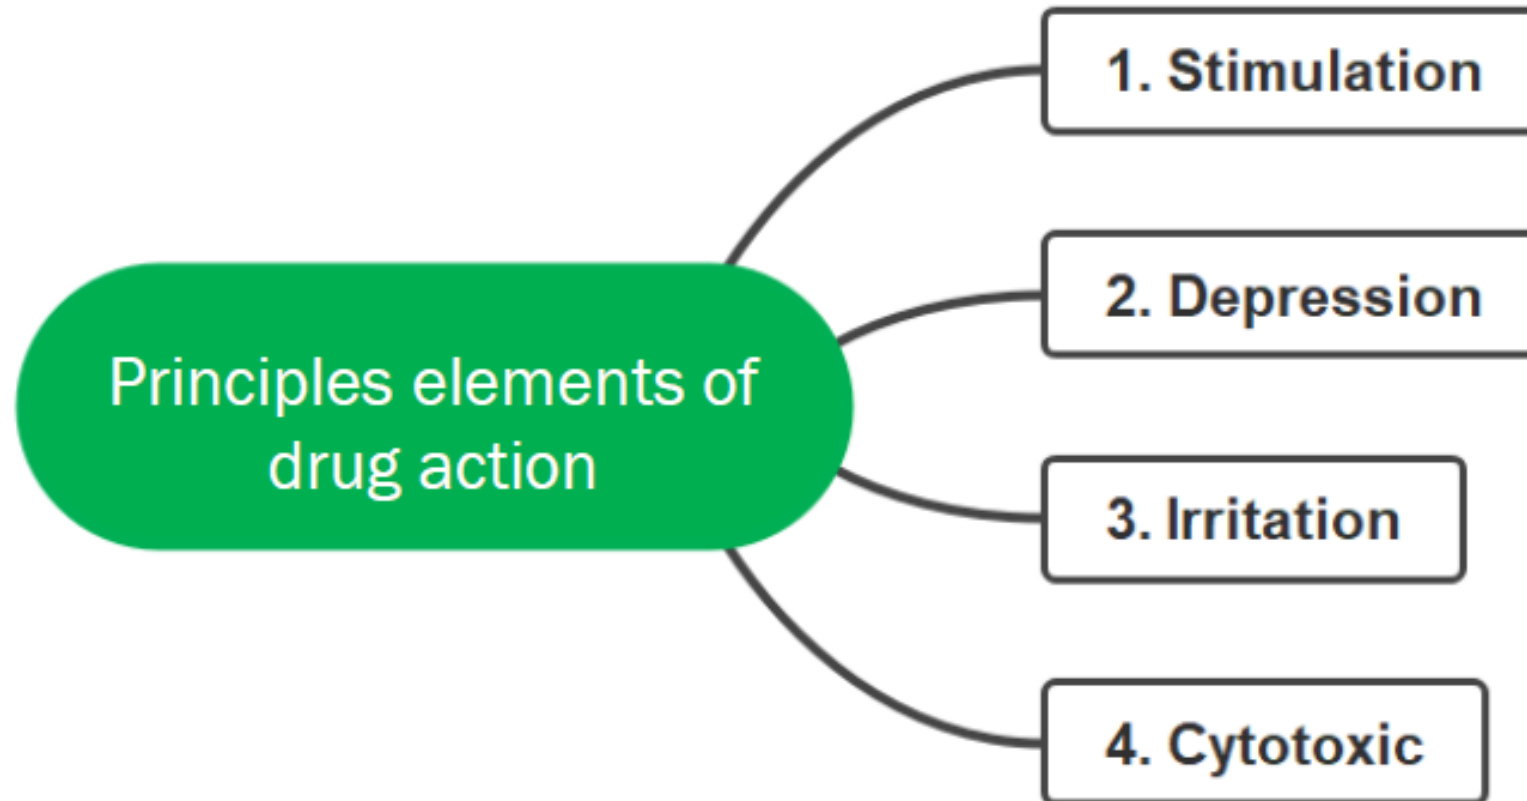 Principles elements of
drug action
1. Stimulation
2. Depression
3. Irritation
4. Cytotoxic